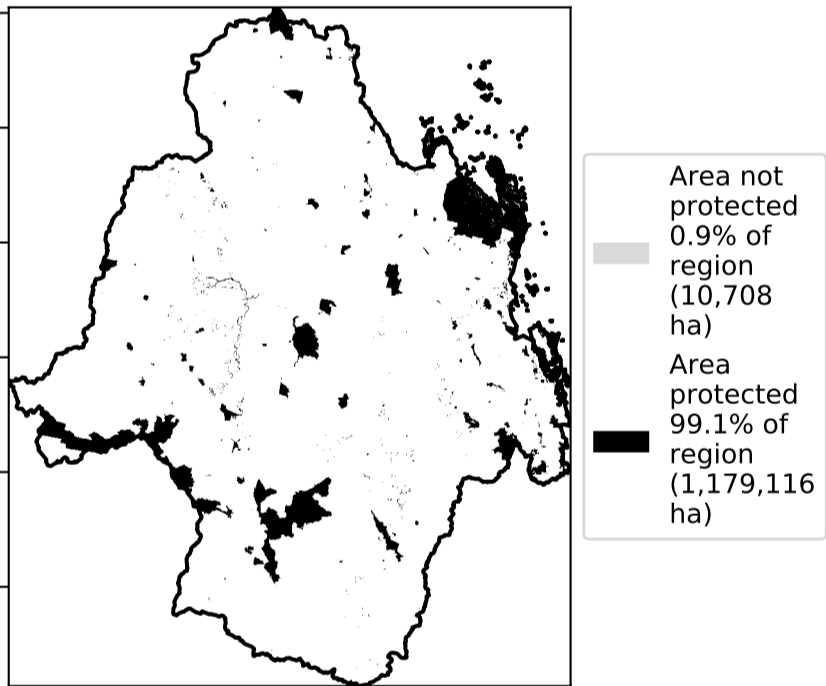 Area not
protected
0.9% of
region
(10,708
ha)
Area
protected
99.1% of
region
(1,179,116
ha)